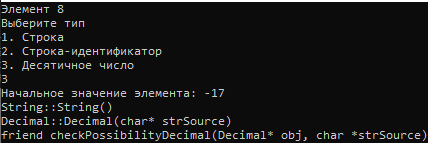 Элемент 8
Выберите тип
1. Строка
2. Строка-идентификатор
3. Десятичное число
3
Начальное значение элемента: -17
String::String()
Decimal::Decimal(char* strSource)
friend checkPossibilityDecimal(Decimal* obj, char *strSource)